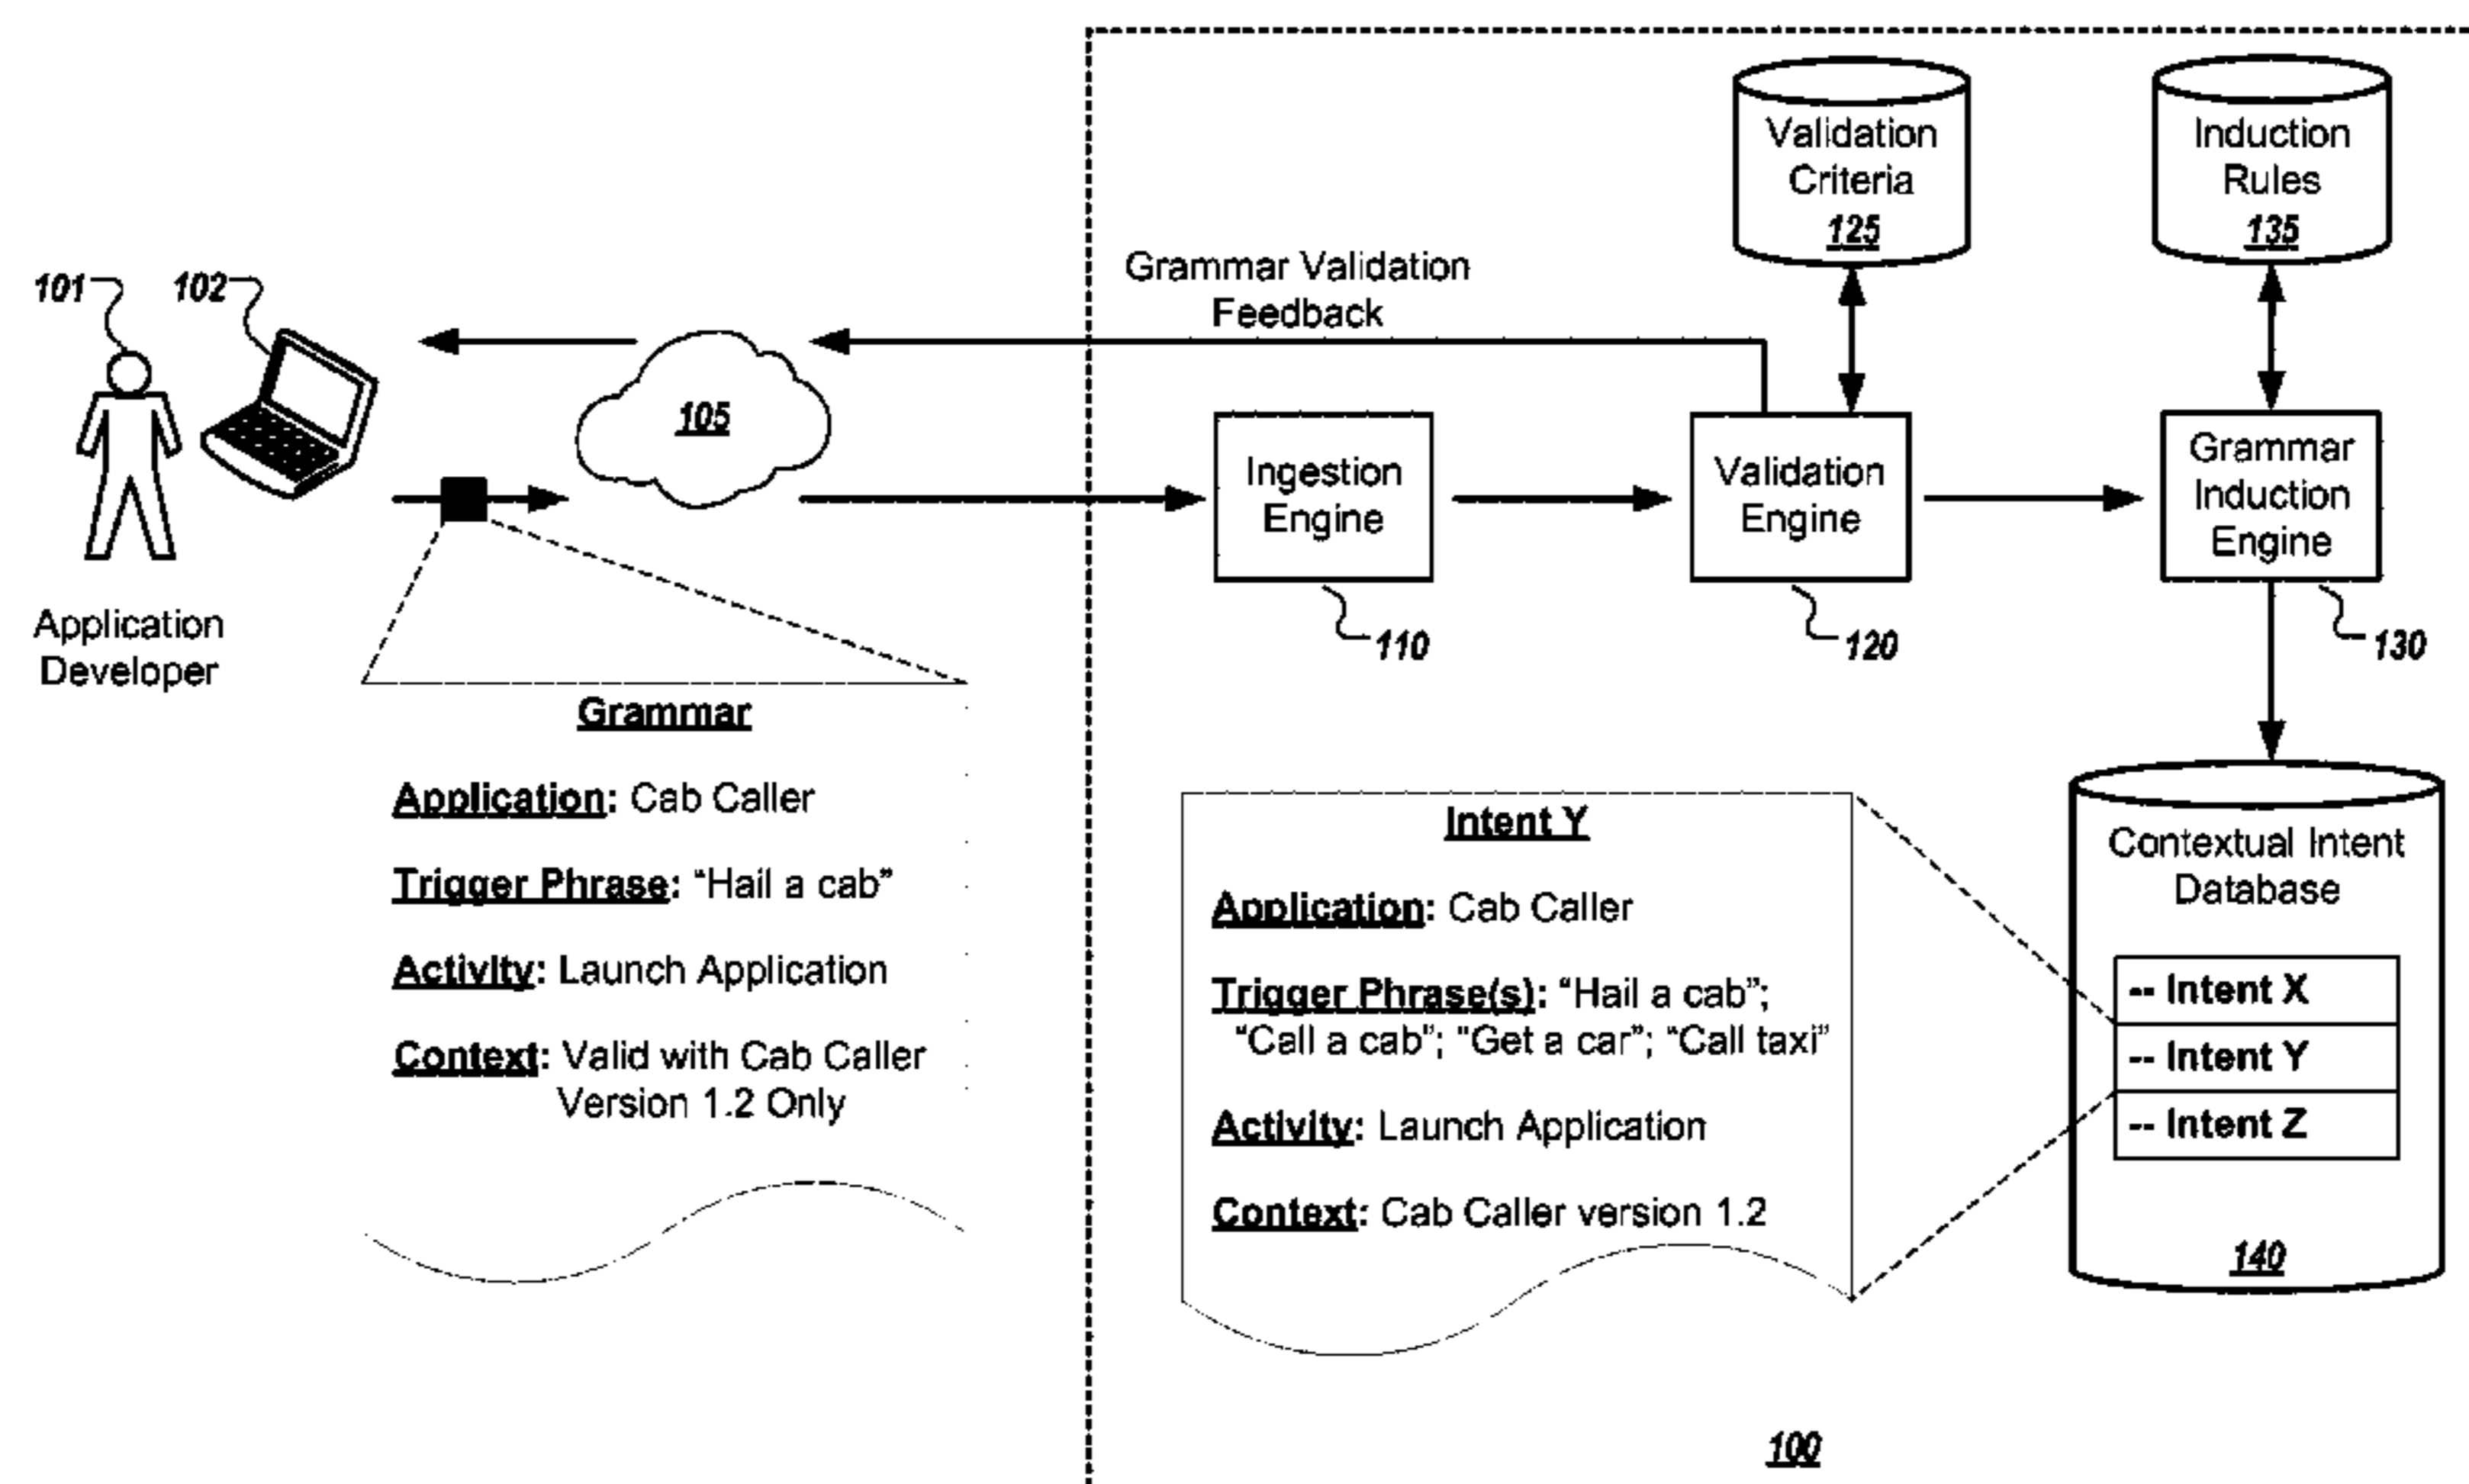 Validation
Criteria
125
Induction
Rules
135
Grammar Validation
Feedback
101
102
105
Ingestion
Engine
Validation
Engine
Grammar
Induction
Engine
110
120
130
Application
Developer
Grammar
Application: Cab Caller
Trigger Phrase: “Hail a cab”
Activity: Launch Application
Context: Valid with Cab Caller
Version 1.2 Only
Intent Y
Application: Cab Caller
Trigger Phrase(s): “Hail a cab”;
“Call a cab”; “Get a car”; “Call taxi”
Activity: Launch Application
Context: Cab Caller version 1.2
Contextual Intent
Database
-- Intent X
-- Intent Y
-- Intent Z
140
100